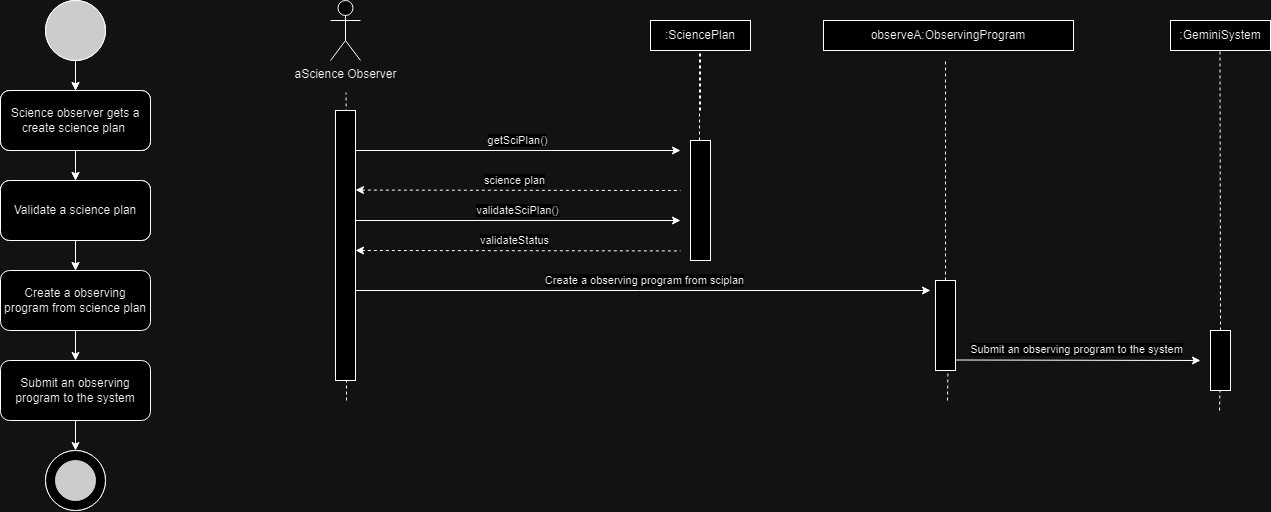 Science observer gets a
create science plan
Validate a science plan
Create a observing
program from science plan
Submit an observing
program to the system
aScience Observer
:SciencePlan
observeA:ObservingProgram
:GeminiSystem
getSciPlan()
science plan
validateSciPlan()
validateStatus
Create a observing program from sciplan
Submit an observing program to the system